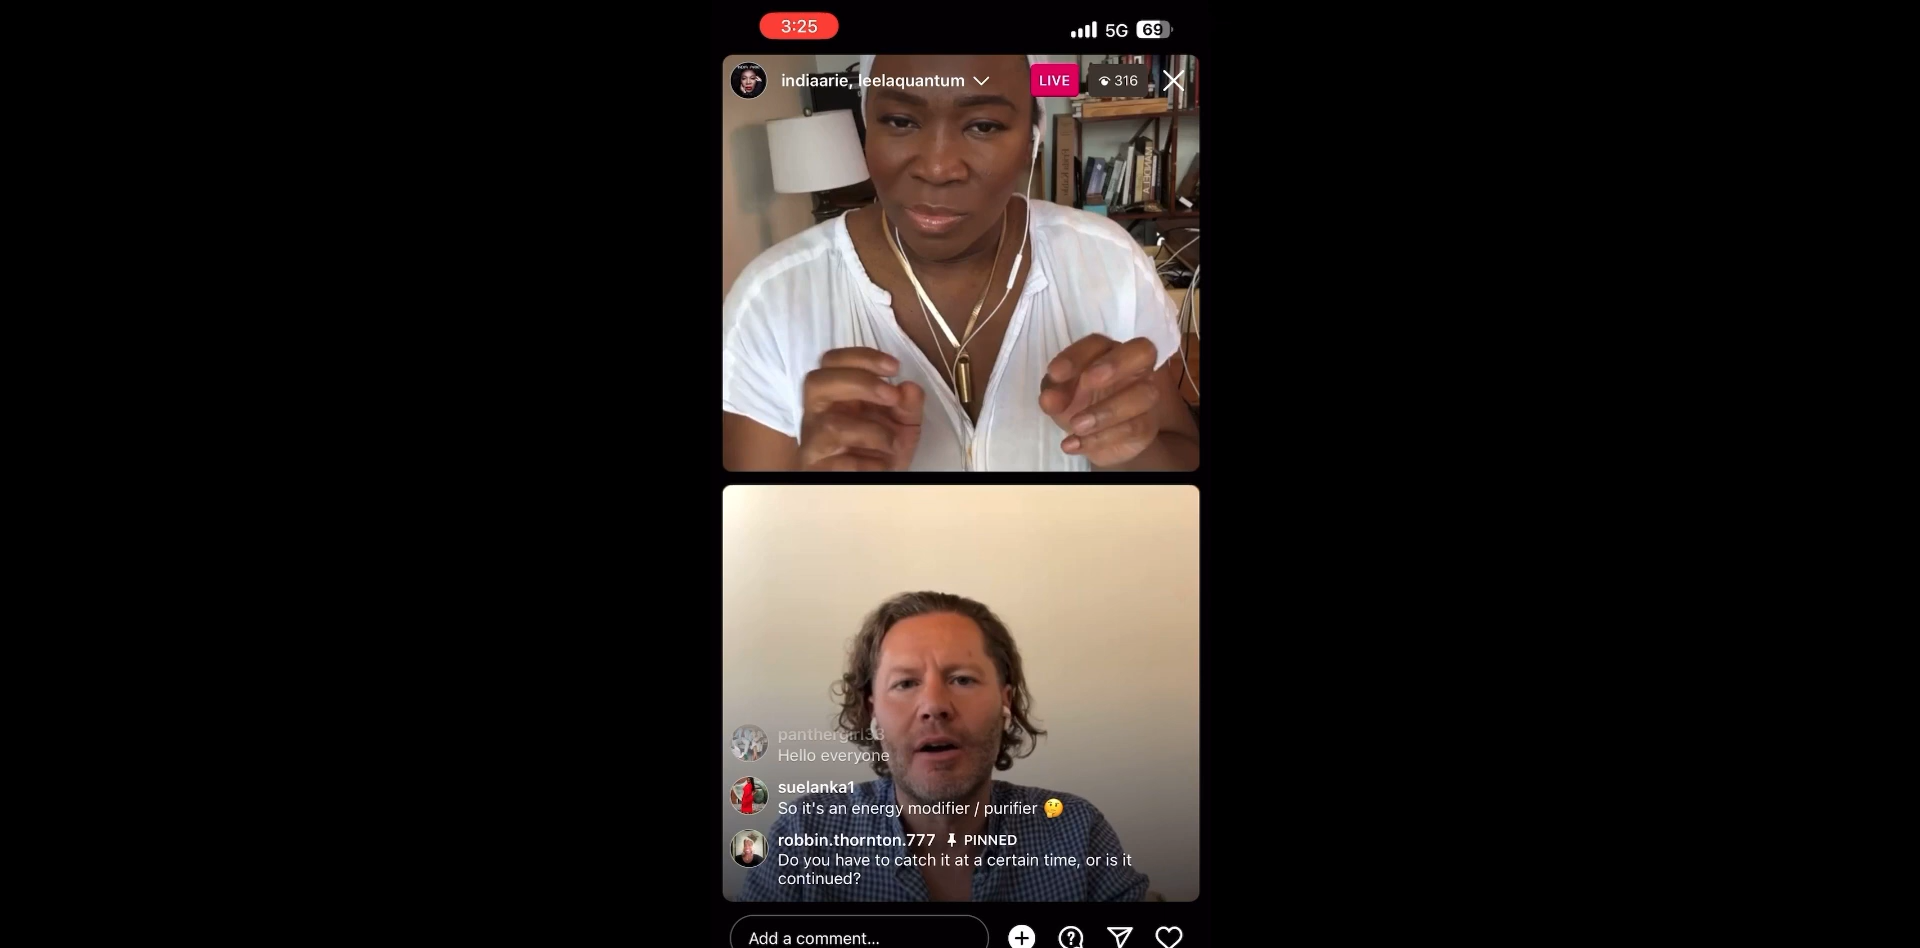 3:25
5G 69
indiaarie, leelaquantum
LIVE
316
panthergirl33
Hello everyone
suelanka1
So it's an energy modifier / purifier 🤔
robbin.thornton.777 PINNED
Do you have to catch it at a certain time, or is it
continued?
Add a comment...